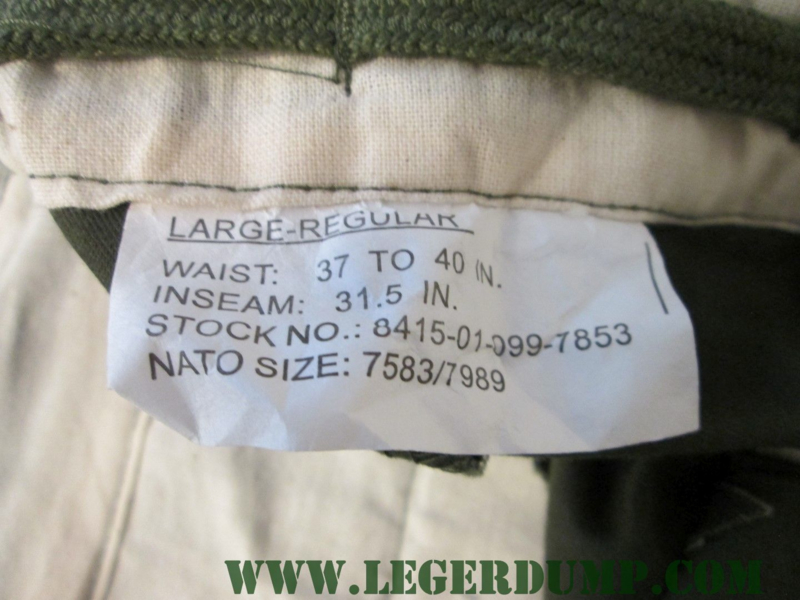 LARGE-REGULAR
WAIST: 37 TO 40 IN.
INSEAM: 31.5 IN.
STOCK NO.: 8415-01-099-7853
NATO SIZE: 7583/7989
WWW.LEGERDUMP.COM